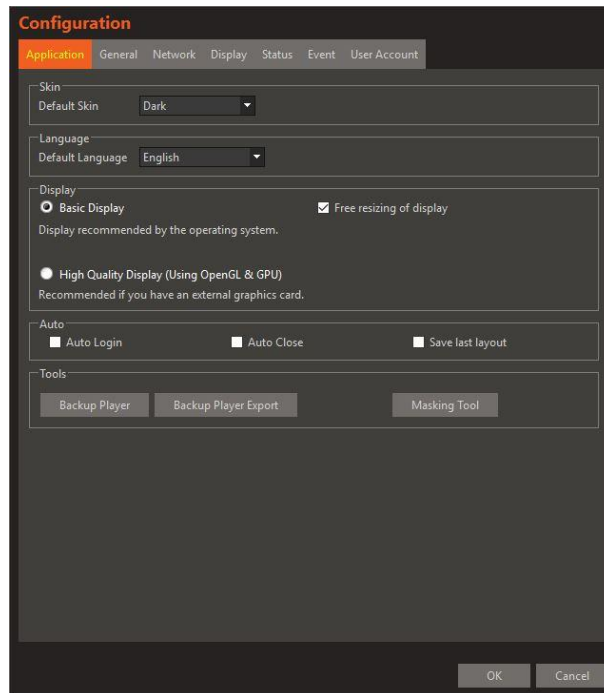 Configuration
Application General Network Display Status Event User Account
Skin
Default Skin Dark
Language
Default Language English
Display
Basic Display Free resizing of display
Display recommended by the operating system.
High Quality Display (Using OpenGL & GPU)
Recommended if you have an external graphics card.
Auto
Auto Login Auto Close Save last layout
Tools
Backup Player Backup Player Export Masking Tool
OK Cancel